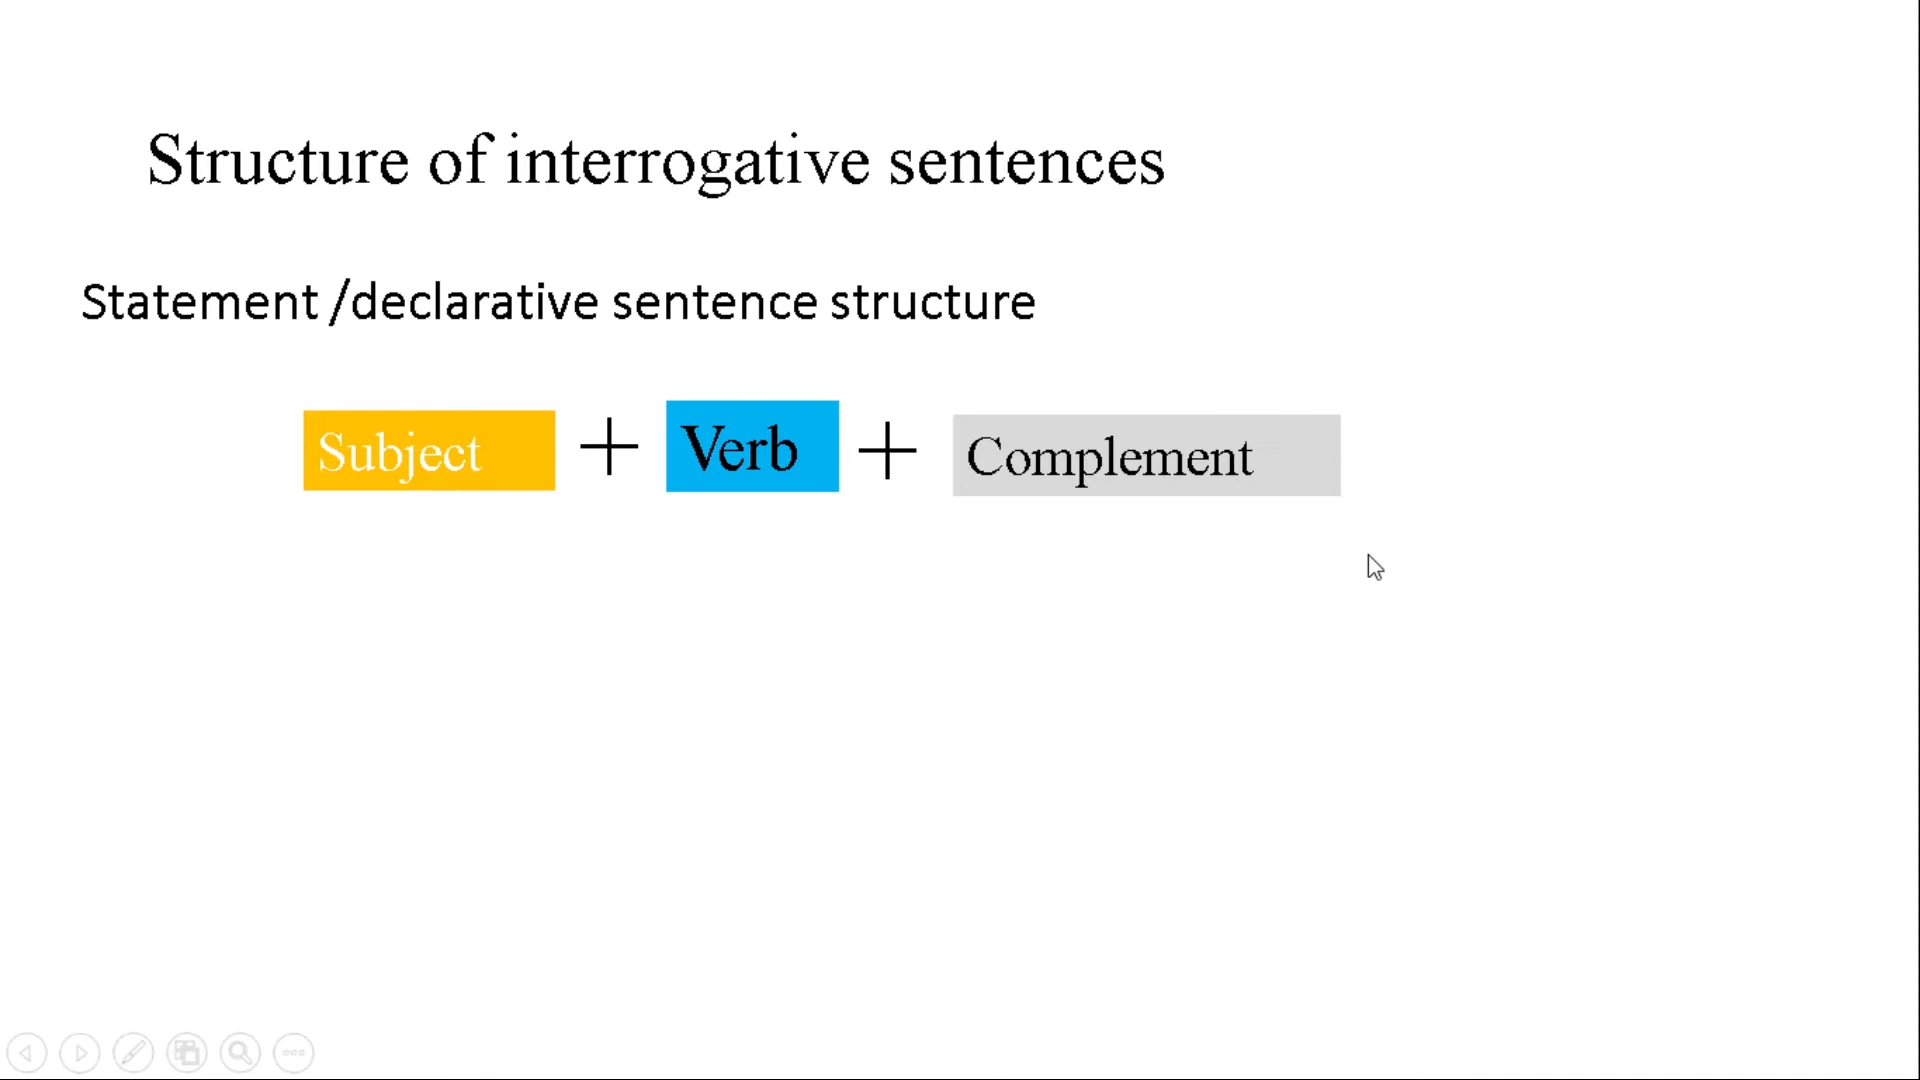 Structure of interrogative sentences
Statement /declarative sentence structure
Subject + Verb + Complement